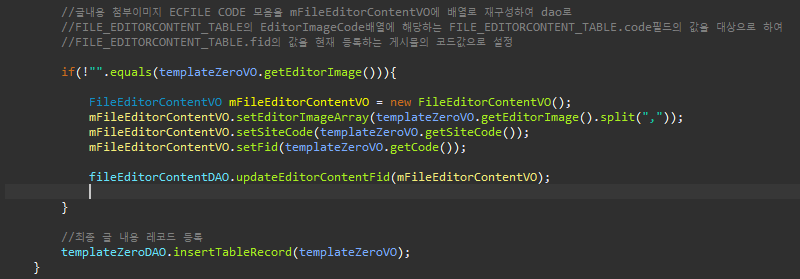 //글내용 첨부이미지 ECFILE CODE 모음을 mFileEditorContentVO에 배열로 재구성하여 dao로
//FILE_EDITORCONTENT_TABLE의 EditorImageCode배열에 해당하는 FILE_EDITORCONTENT_TABLE.code필드의 값을 대상으로 하여
//FILE_EDITORCONTENT_TABLE.fid의 값을 현재 등록하는 게시물의 코드값으로 설정
if(!"".equals(templateZeroVO.getEditorImage())){
FileEditorContentVO mFileEditorContentVO = new FileEditorContentVO();
mFileEditorContentVO.setEditorImageArray(templateZeroVO.getEditorImage().split(","));
mFileEditorContentVO.setSiteCode(templateZeroVO.getSiteCode());
mFileEditorContentVO.setFid(templateZeroVO.getCode());
fileEditorContentDAO.updateEditorContentFid(mFileEditorContentVO);
}
//최종 글 내용 레코드 등록
templateZeroDAO.insertTableRecord(templateZeroVO);
}